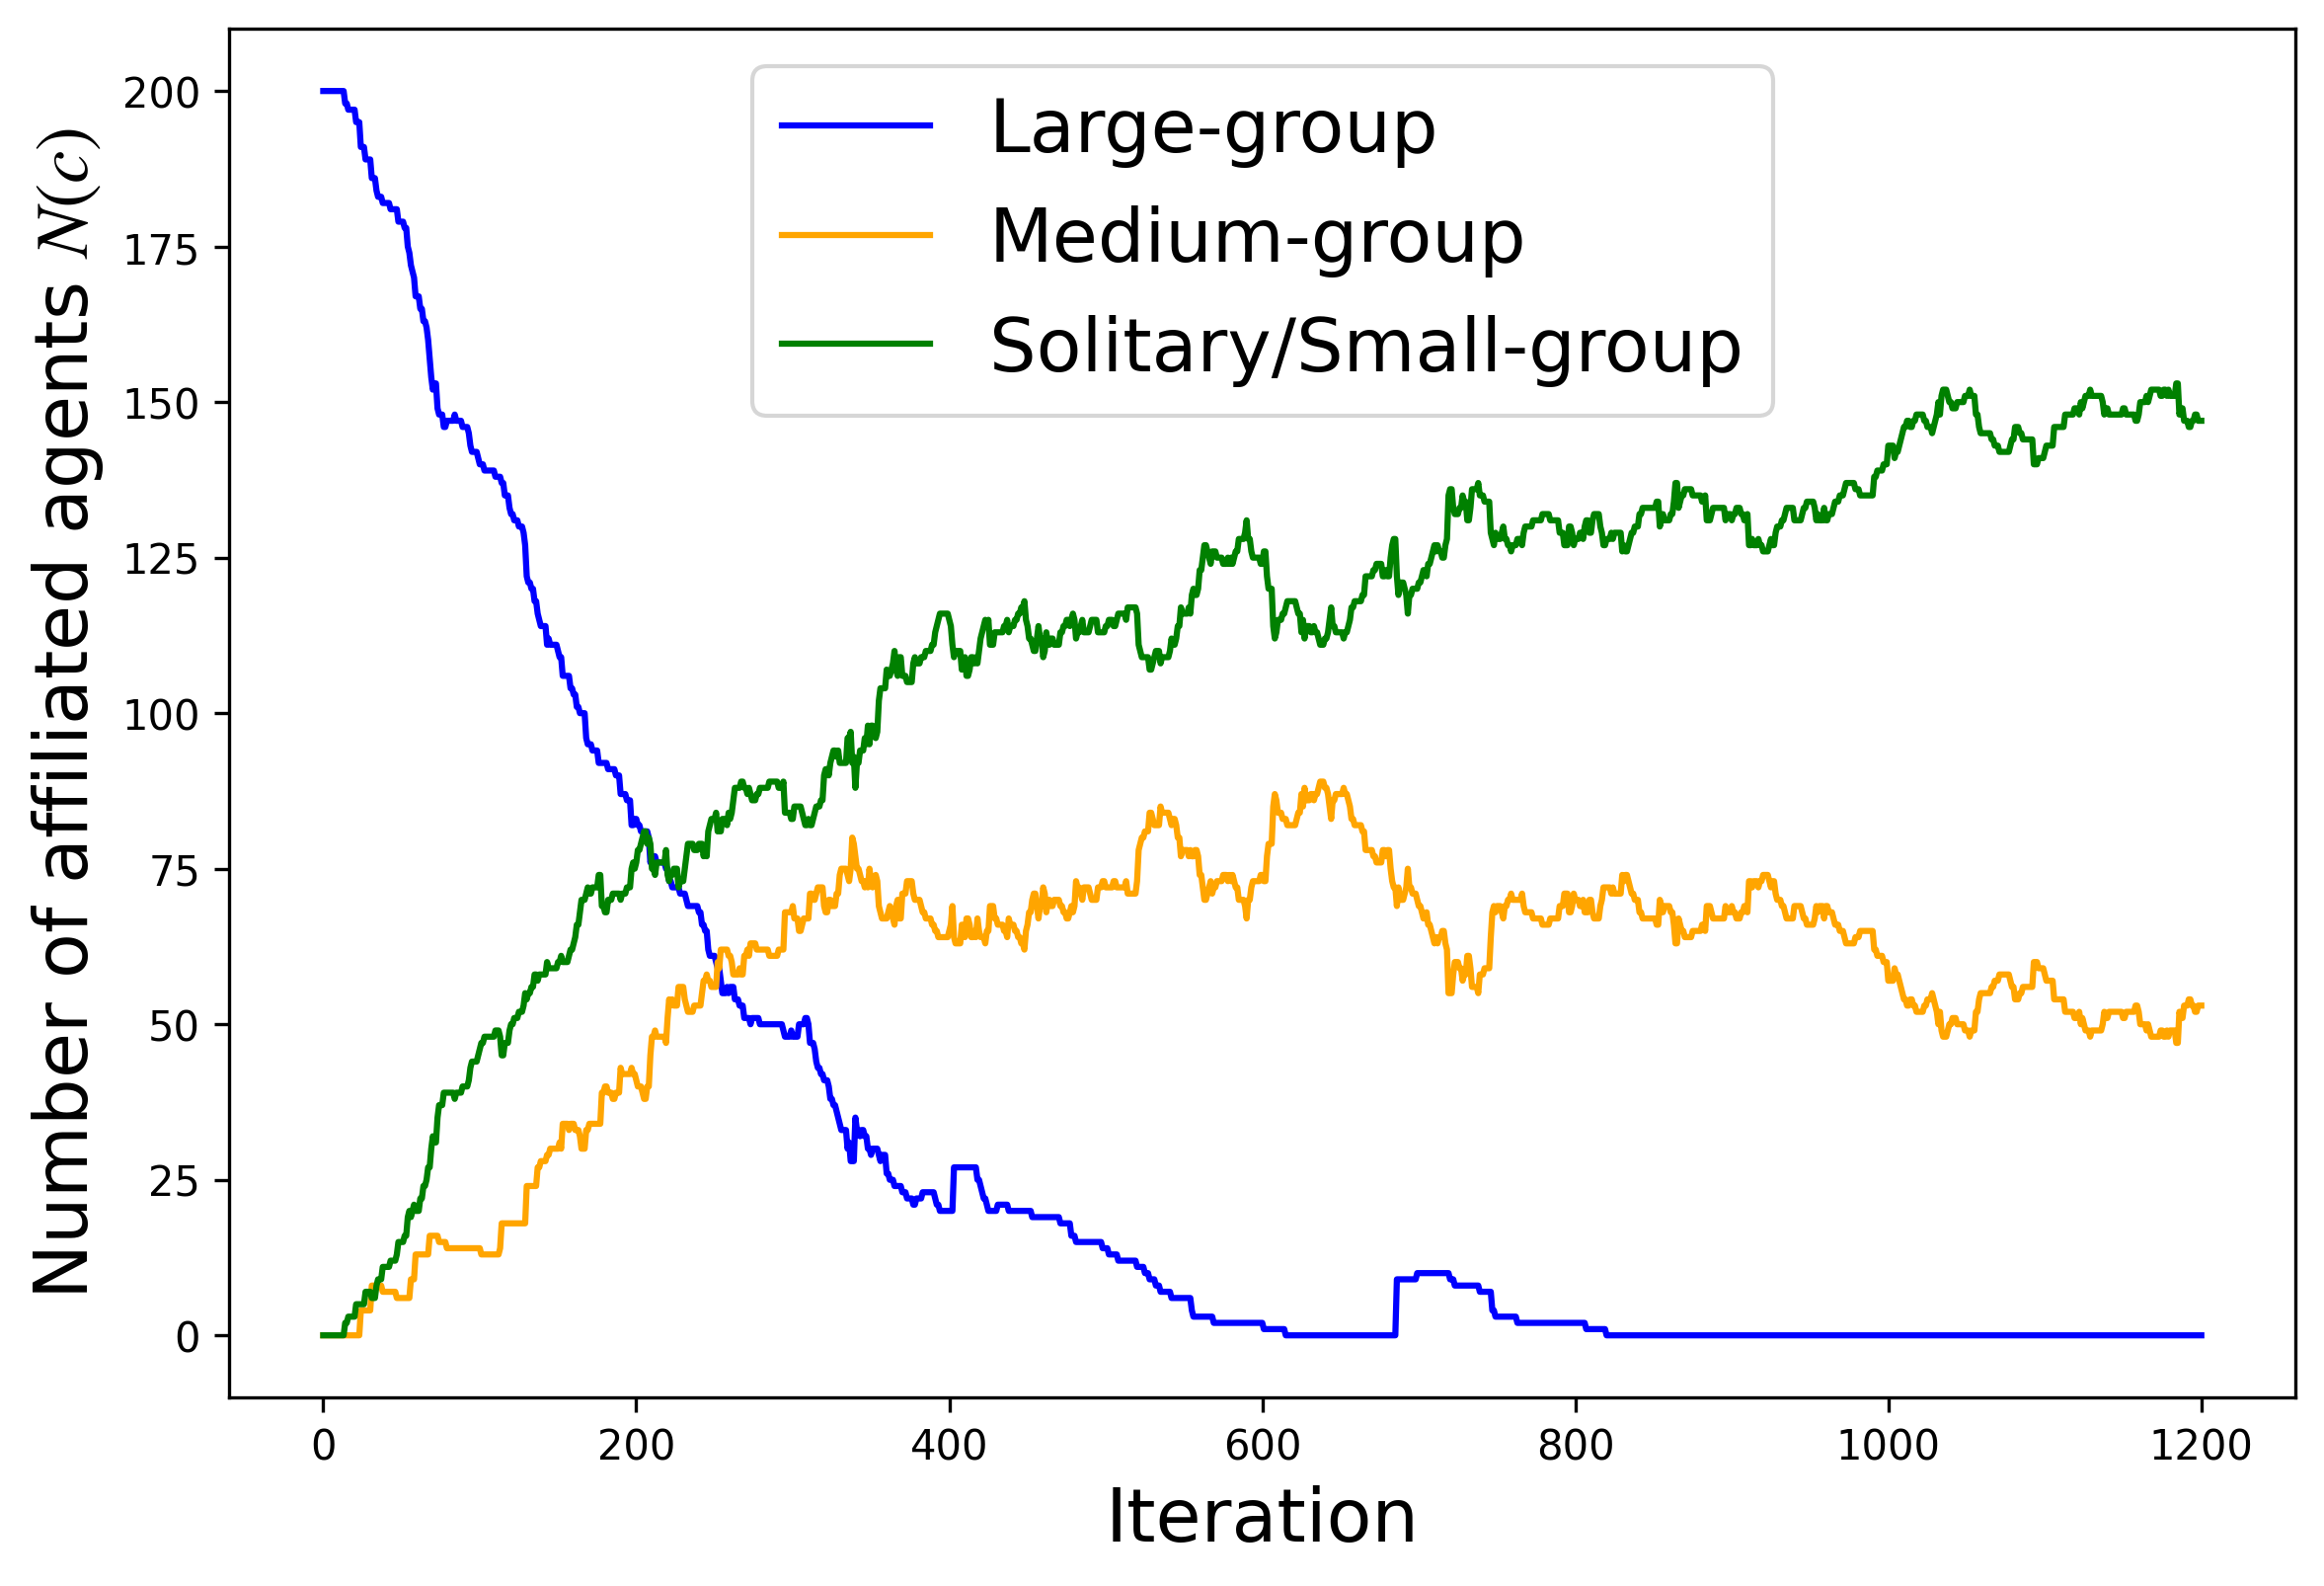 Number of affiliated agents N(c)
200
175
150
125
100
75
50
25
0
Large-group
Medium-group
Solitary/Small-group
0 200 400 600 800 1000 1200
Iteration